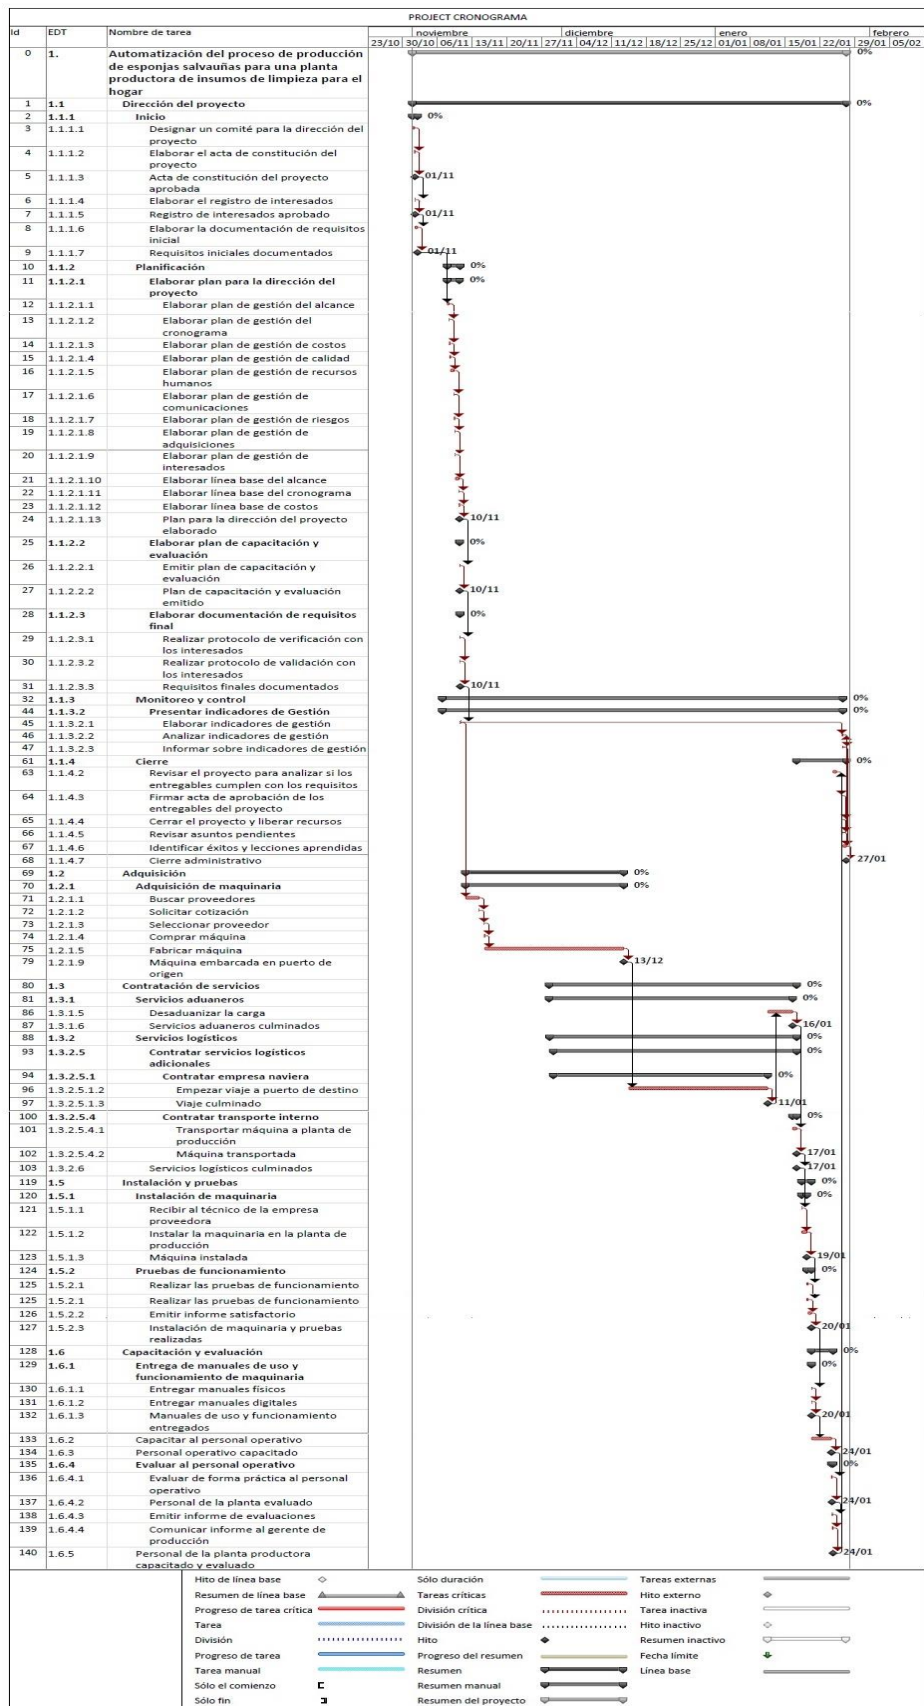 PROJECT CRONOGRAMA
Id EDT Nombre de tarea noviembre diciembre enero febrero
23/10 30/10 06/11 13/11 20/11 27/11 04/12 11/12 18/12 25/12 01/01 08/01 15/01 22/01 29/01 05/02
0 1. Automatización del proceso de producción 0%
de esponjas salvauñas para una planta
productora de insumos de limpieza para el
hogar
1 1.1 Dirección del proyecto 0%
2 1.1.1 Inicio 0%
3 1.1.1.1 Designar un comité para la dirección del
proyecto
4 1.1.1.2 Elaborar el acta de constitución del
proyecto
5 1.1.1.3 Acta de constitución del proyecto 01/11
aprobada
6 1.1.1.4 Elaborar el registro de interesados
7 1.1.1.5 Registro de interesados aprobado 01/11
8 1.1.1.6 Elaborar la documentación de requisitos
inicial
9 1.1.1.7 Requisitos iniciales documentados 01/11
10 1.1.2 Planificación 0%
11 1.1.2.1 Elaborar plan para la dirección del 0%
proyecto
12 1.1.2.1.1 Elaborar plan de gestión del alcance
13 1.1.2.1.2 Elaborar plan de gestión del
cronograma
14 1.1.2.1.3 Elaborar plan de gestión de costos
15 1.1.2.1.4 Elaborar plan de gestión de calidad
16 1.1.2.1.5 Elaborar plan de gestión de recursos
humanos
17 1.1.2.1.6 Elaborar plan de gestión de
comunicaciones
18 1.1.2.1.7 Elaborar plan de gestión de riesgos
19 1.1.2.1.8 Elaborar plan de gestión de
adquisiciones
20 1.1.2.1.9 Elaborar plan de gestión de
interesados
21 1.1.2.1.10 Elaborar línea base del alcance
22 1.1.2.1.11 Elaborar línea base del cronograma
23 1.1.2.1.12 Elaborar línea base de costos
24 1.1.2.1.13 Plan para la dirección del proyecto 10/11
elaborado
25 1.1.2.2 Elaborar plan de capacitación y 0%
evaluación
26 1.1.2.2.1 Emitir plan de capacitación y
evaluación
27 1.1.2.2.2 Plan de capacitación y evaluación 10/11
emitido
28 1.1.2.3 Elaborar documentación de requisitos 0%
final
29 1.1.2.3.1 Realizar protocolo de verificación con
los interesados
30 1.1.2.3.2 Realizar protocolo de validación con
los interesados
31 1.1.2.3.3 Requisitos finales documentados 10/11
32 1.1.3 Monitoreo y control 0%
44 1.1.3.2 Presentar indicadores de Gestión 0%
45 1.1.3.2.1 Elaborar indicadores de gestión
46 1.1.3.2.2 Analizar indicadores de gestión
47 1.1.3.2.3 Informar sobre indicadores de gestión
61 1.1.4 Cierre 0%
63 1.1.4.2 Revisar el proyecto para analizar si los
entregables cumplen con los requisitos
64 1.1.4.3 Firmar acta de aprobación de los
entregables del proyecto
65 1.1.4.4 Cerrar el proyecto y liberar recursos
66 1.1.4.5 Revisar asuntos pendientes
67 1.1.4.6 Identificar éxitos y lecciones aprendidas
68 1.1.4.7 Cierre administrativo 27/01
69 1.2 Adquisición 0%
70 1.2.1 Adquisición de maquinaria 0%
71 1.2.1.1 Buscar proveedores
72 1.2.1.2 Solicitar cotización
73 1.2.1.3 Seleccionar proveedor
74 1.2.1.4 Comprar máquina
75 1.2.1.5 Fabricar máquina
79 1.2.1.9 Máquina embarcada en puerto de 13/12
origen
80 1.3 Contratación de servicios 0%
81 1.3.1 Servicios aduaneros 0%
86 1.3.1.5 Desaduanizar la carga
87 1.3.1.6 Servicios aduaneros culminados 16/01
88 1.3.2 Servicios logísticos 0%
93 1.3.2.5 Contratar servicios logísticos 0%
adicionales
94 1.3.2.5.1 Contratar empresa naviera 0%
96 1.3.2.5.1.2 Empezar viaje a puerto de destino
97 1.3.2.5.1.3 Viaje culminado 11/01
100 1.3.2.5.4 Contratar transporte interno 0%
101 1.3.2.5.4.1 Transportar máquina a planta de
producción
102 1.3.2.5.4.2 Máquina transportada 17/01
103 1.3.2.6 Servicios logísticos culminados 17/01
119 1.5 Instalación y pruebas 0%
120 1.5.1 Instalación de maquinaria 0%
121 1.5.1.1 Recibir al técnico de la empresa
proveedora
122 1.5.1.2 Instalar la maquinaria en la planta de
producción
123 1.5.1.3 Máquina instalada 19/01
124 1.5.2 Pruebas de funcionamiento 0%
125 1.5.2.1 Realizar las pruebas de funcionamiento
125 1.5.2.1 Realizar las pruebas de funcionamiento
126 1.5.2.2 Emitir informe satisfactorio
127 1.5.2.3 Instalación de maquinaria y pruebas 20/01
realizadas
128 1.6 Capacitación y evaluación 0%
129 1.6.1 Entrega de manuales de uso y 0%
funcionamiento de maquinaria
130 1.6.1.1 Entregar manuales físicos
131 1.6.1.2 Entregar manuales digitales
132 1.6.1.3 Manuales de uso y funcionamiento 20/01
entregados
133 1.6.2 Capacitar al personal operativo
134 1.6.3 Personal operativo capacitado 24/01
135 1.6.4 Evaluar al personal operativo 0%
136 1.6.4.1 Evaluar de forma práctica al personal
operativo
137 1.6.4.2 Personal de la planta evaluado 24/01
138 1.6.4.3 Emitir informe de evaluaciones
139 1.6.4.4 Comunicar informe al gerente de
producción
140 1.6.5 Personal de la planta productora 24/01
capacitado y evaluado
Hito de línea base Sólo duración Tareas externas
Resumen de línea base Tareas críticas Hito externo
Progreso de tarea crítica División crítica Tarea inactiva
Tarea División de la línea base Hito inactivo
División Hito Resumen inactivo
Progreso de tarea Progreso del resumen Fecha límite
Tarea manual Resumen Línea base
Sólo el comienzo Resumen manual
Sólo fin Resumen del proyecto